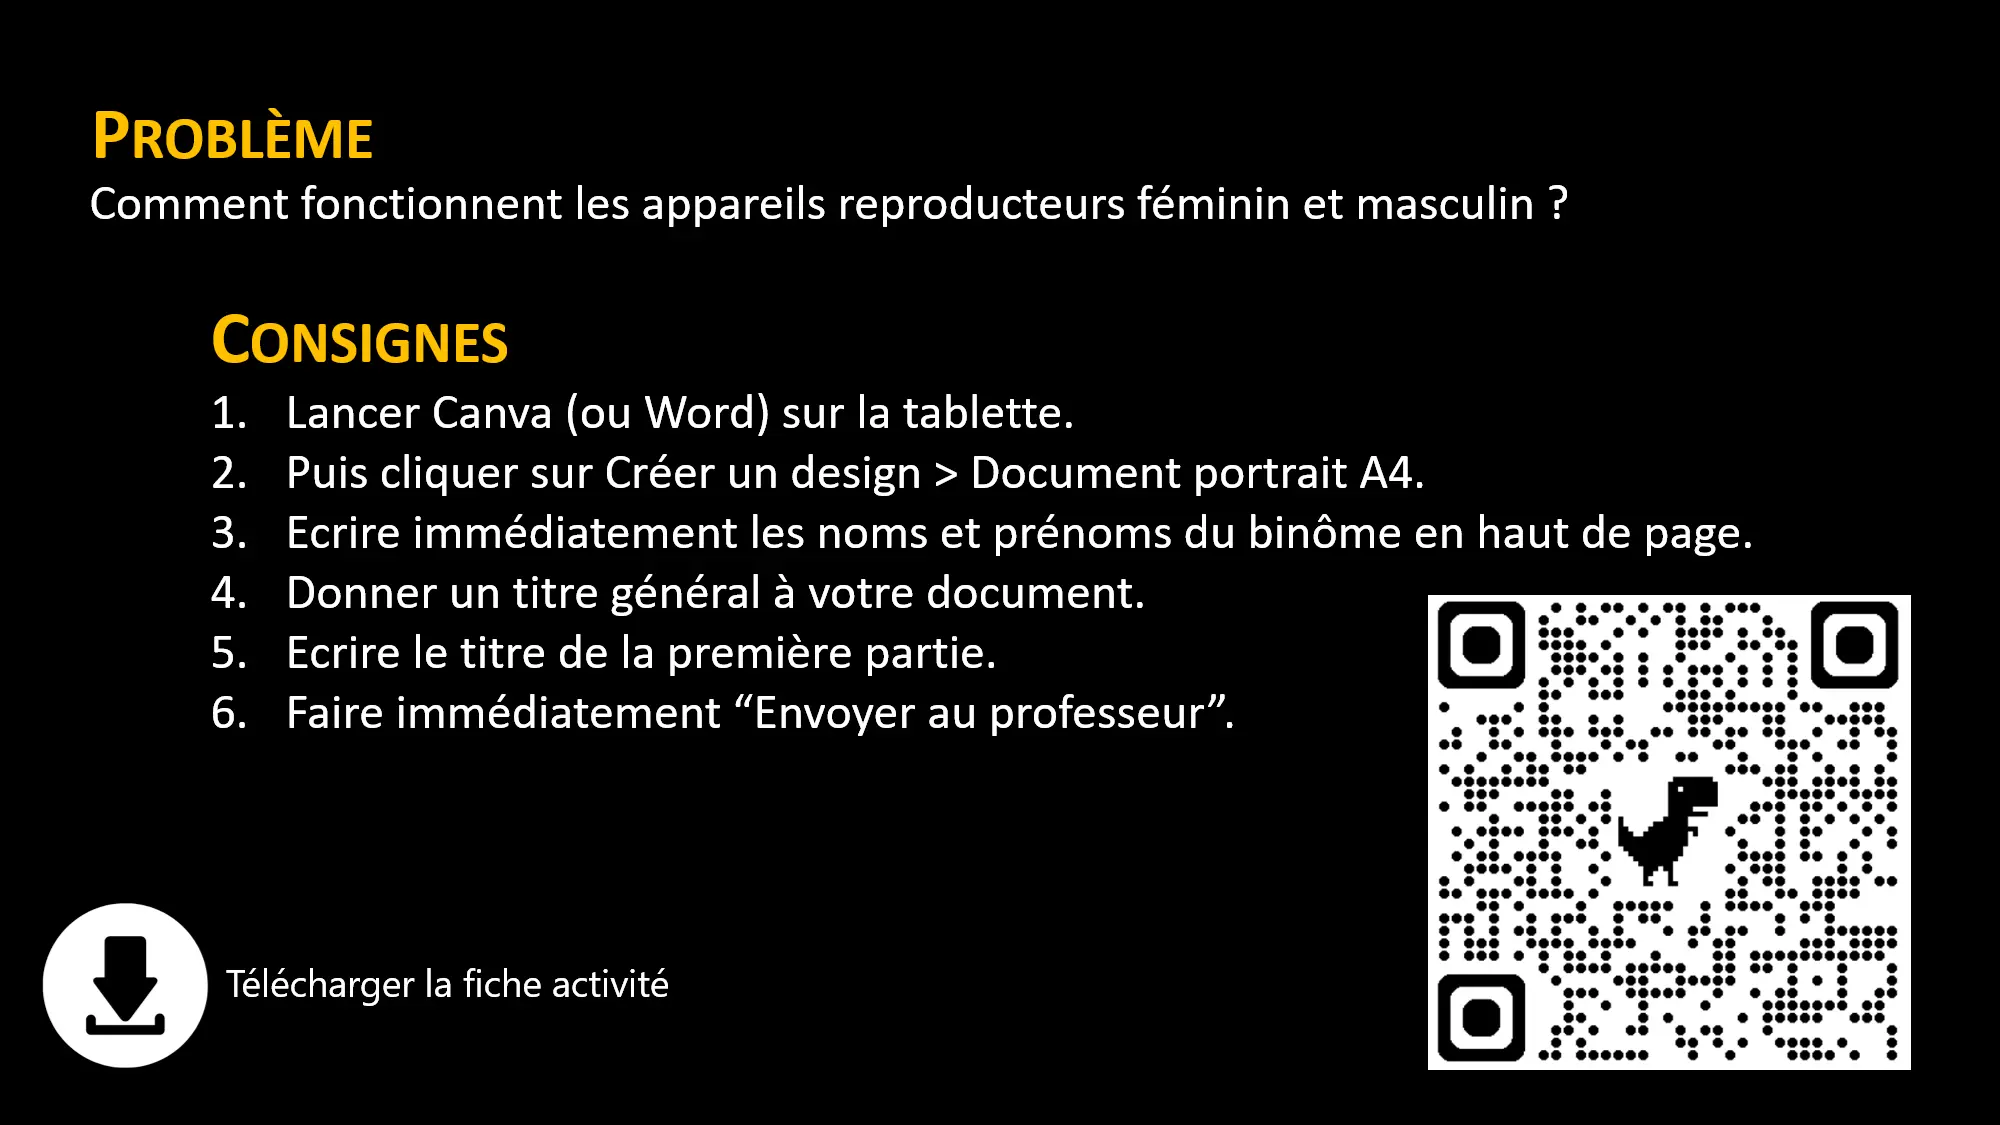 PROBLÈME
Comment fonctionnent les appareils reproducteurs féminin et masculin ?
CONSIGNES
1. Lancer Canva (ou Word) sur la tablette.
2. Puis cliquer sur Créer un design > Document portrait A4.
3. Ecrire immédiatement les noms et prénoms du binôme en haut de page.
4. Donner un titre général à votre document.
5. Ecrire le titre de la première partie.
6. Faire immédiatement “Envoyer au professeur”.
Télécharger la fiche activité